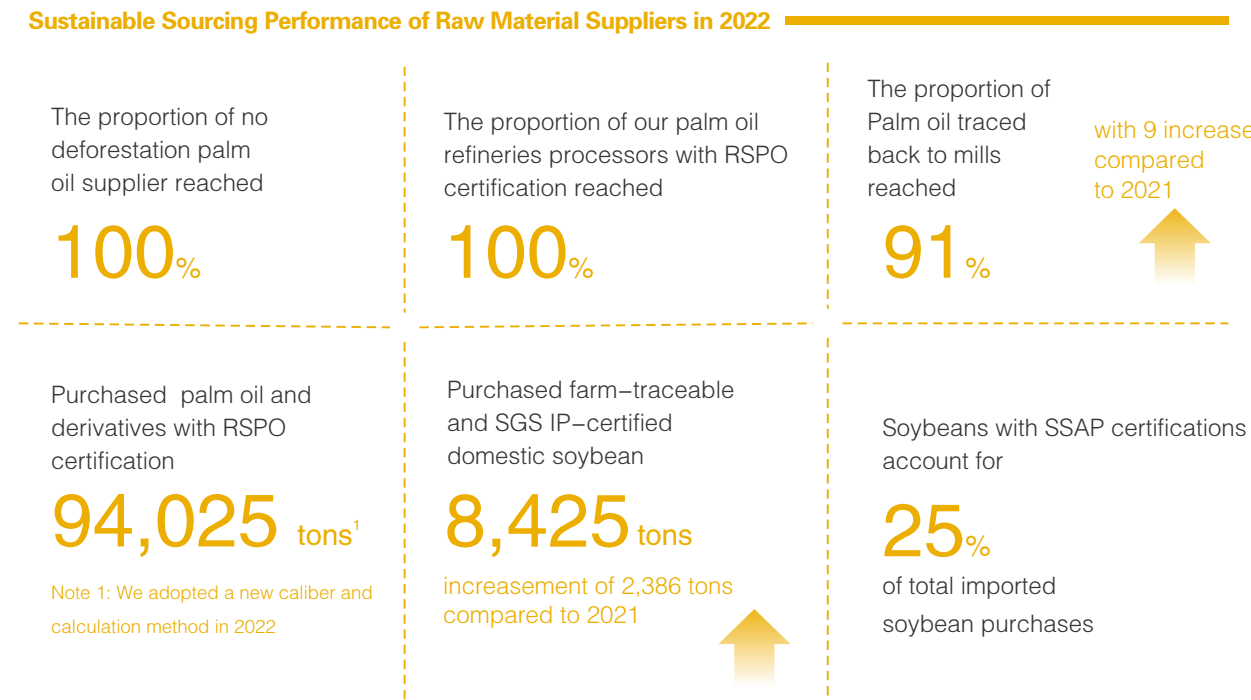 Sustainable Sourcing Performance of Raw Material Suppliers in 2022
The proportion of no
deforestation palm
oil supplier reached
100%
The proportion of our palm oil
refineries processors with RSPO
certification reached
100%
The proportion of
Palm oil traced
back to mills
reached
91%
with 9 increase
compared
to 2021
Purchased palm oil and
derivatives with RSPO
certification
94,025 tons¹
Note 1: We adopted a new caliber and
calculation method in 2022
Purchased farm–traceable
and SGS IP–certified
domestic soybean
8,425 tons
increasement of 2,386 tons
compared to 2021
Soybeans with SSAP certifications
account for
25%
of total imported
soybean purchases